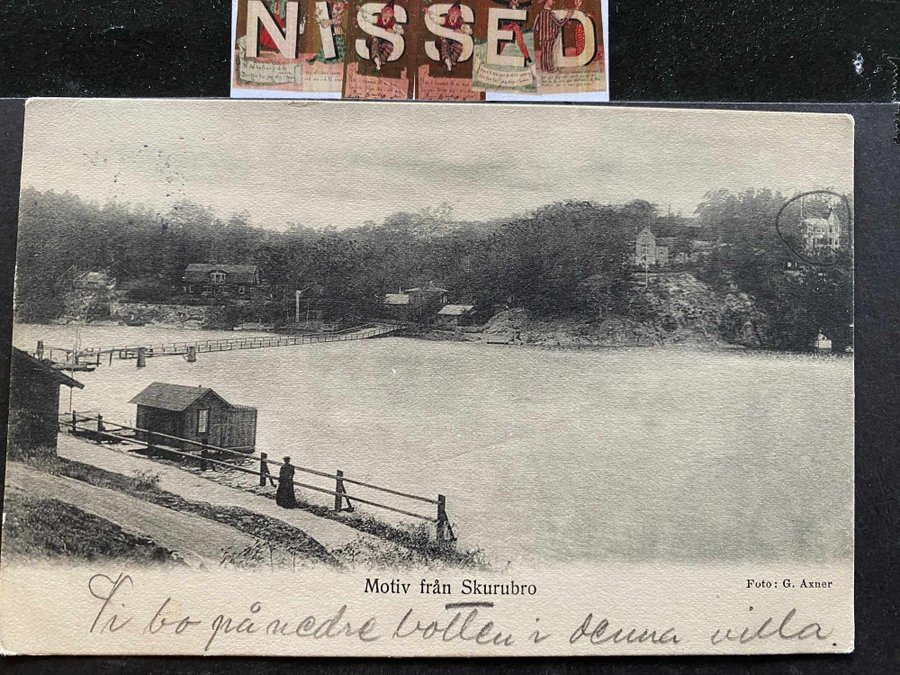 NISSED
Motiv från Skurubro
Foto: G. Axner
Vi bo på nedre botten i denna villa.